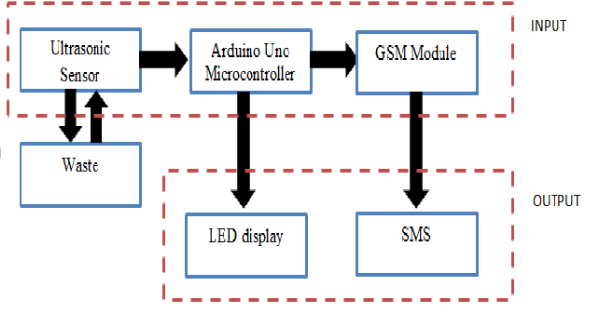 INPUT
Ultrasonic
Sensor
Arduino Uno
Microcontroller
GSM Module
Waste
OUTPUT
LED display
SMS